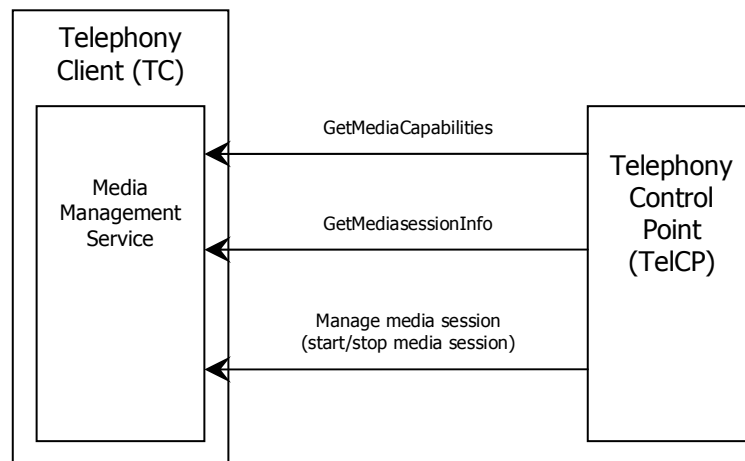 Telephony
Client (TC)
Media
Management
Service
GetMediaCapabilities
GetMediasessionInfo
Manage media session
(start/stop media session)
Telephony
Control
Point
(TelCP)